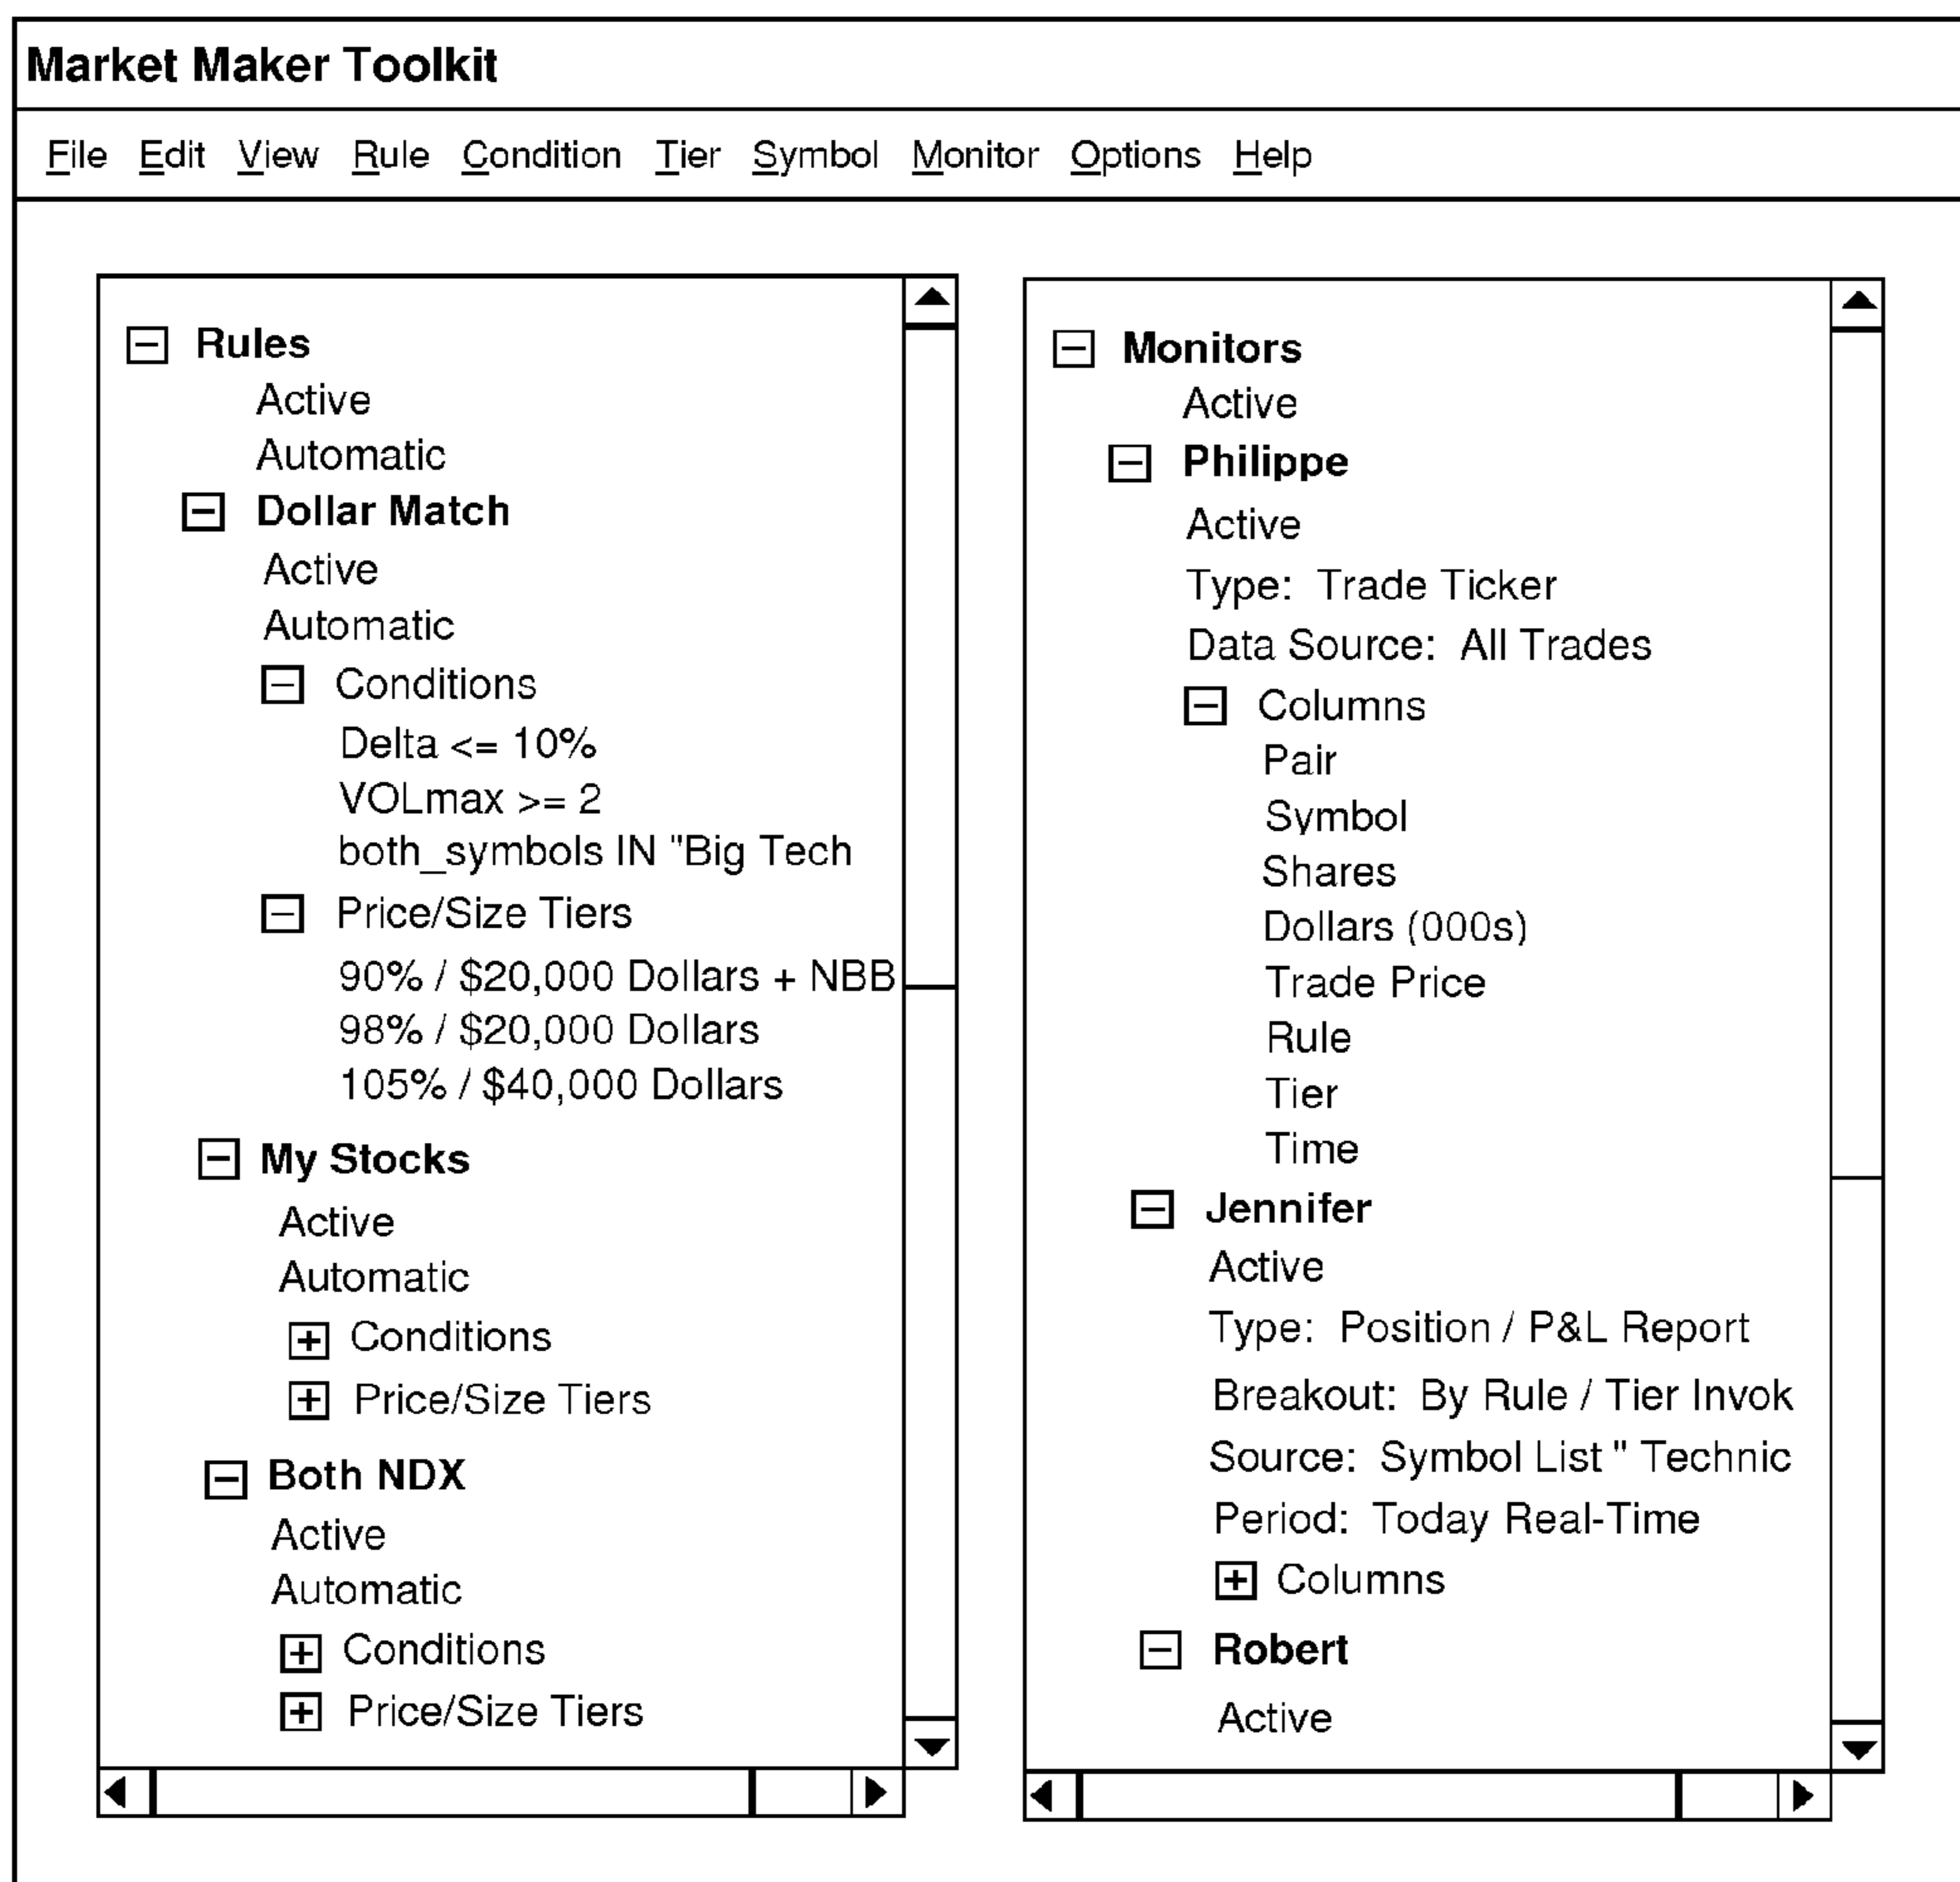 Market Maker Toolkit
File Edit View Rule Condition Tier Symbol Monitor Options Help
Rules
Active
Automatic
Dollar Match
Active
Automatic
Conditions
Delta <= 10%
VOLmax >= 2
both_symbols IN "Big Tech
Price/Size Tiers
90% / $20,000 Dollars + NBB
98% / $20,000 Dollars
105% / $40,000 Dollars
My Stocks
Active
Automatic
Conditions
Price/Size Tiers
Both NDX
Active
Automatic
Conditions
Price/Size Tiers
Monitors
Active
Philippe
Active
Type: Trade Ticker
Data Source: All Trades
Columns
Pair
Symbol
Shares
Dollars (000s)
Trade Price
Rule
Tier
Time
Jennifer
Active
Type: Position / P&L Report
Breakout: By Rule / Tier Invok
Source: Symbol List " Technic
Period: Today Real-Time
Columns
Robert
Active